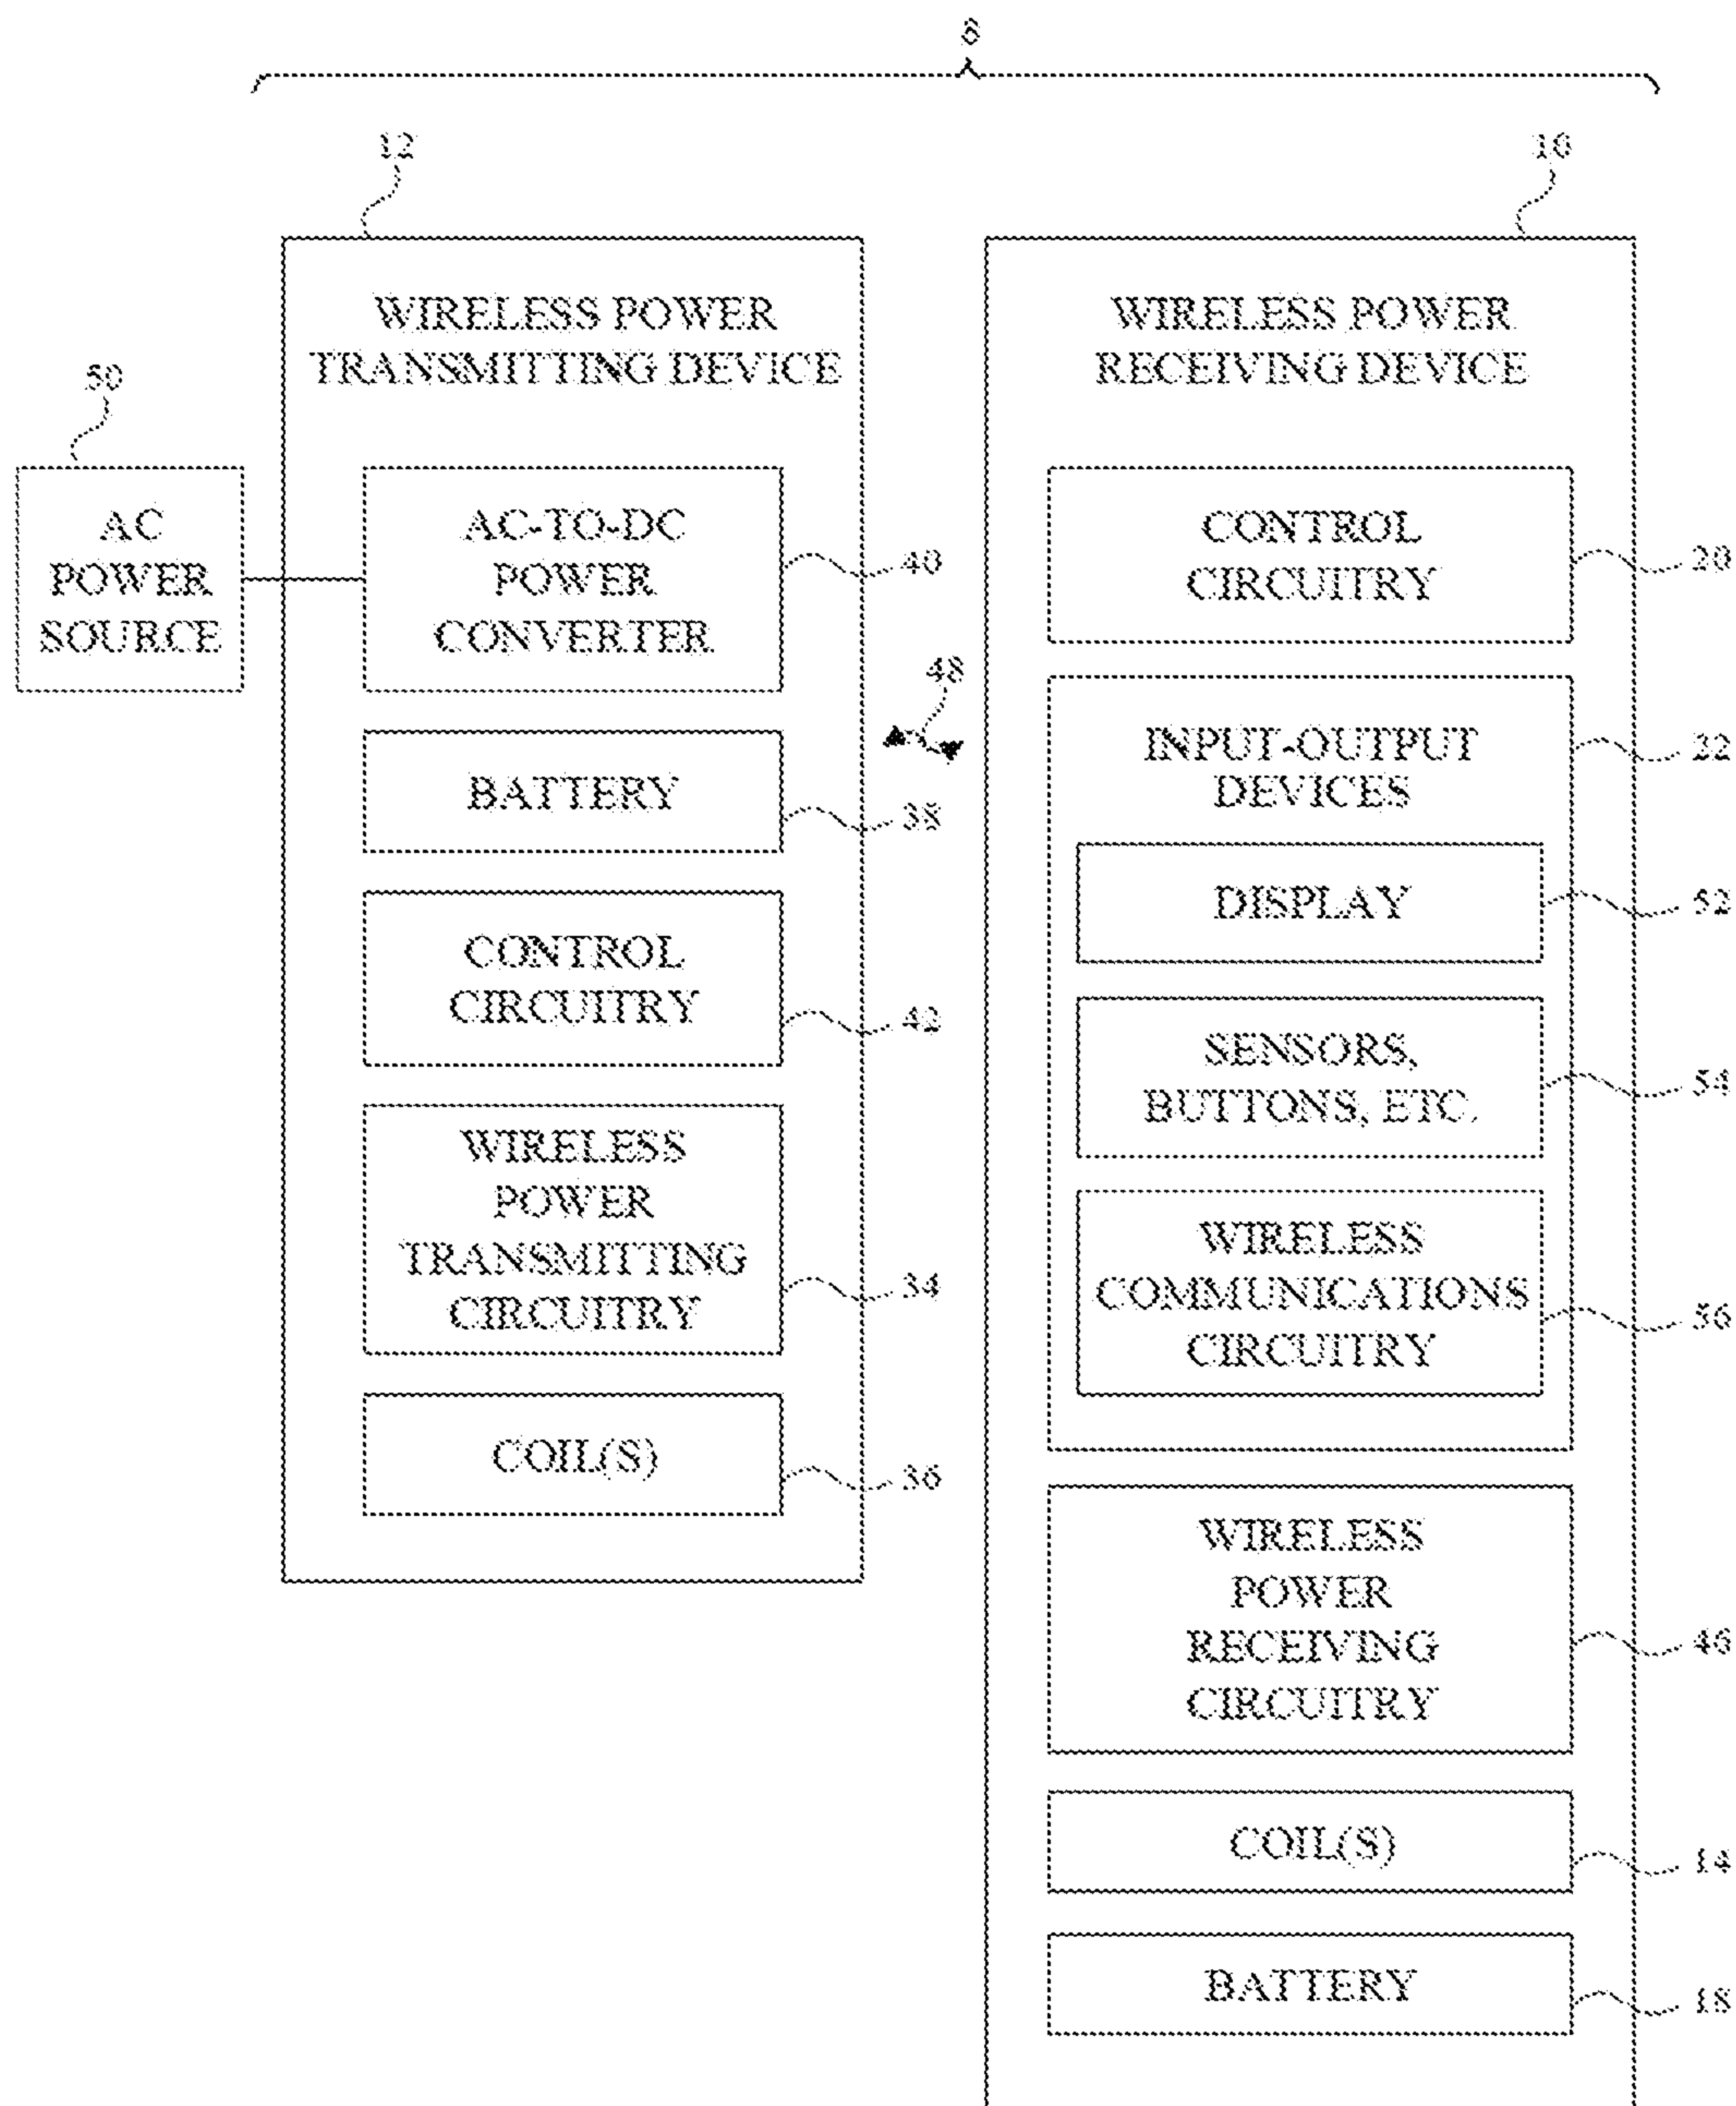 8
12
10
WIRELESS POWER
TRANSMITTING DEVICE
50
AC
POWER
SOURCE
AC-TO-DC
POWER
CONVERTER
40
BATTERY
38
CONTROL
CIRCUITRY
42
WIRELESS
POWER
TRANSMITTING
CIRCUITRY
34
COIL(S)
36
48
WIRELESS POWER
RECEIVING DEVICE
CONTROL
CIRCUITRY
20
INPUT-OUTPUT
DEVICES
22
DISPLAY
52
SENSORS,
BUTTONS, ETC.
54
WIRELESS
COMMUNICATIONS
CIRCUITRY
56
WIRELESS
POWER
RECEIVING
CIRCUITRY
46
COIL(S)
14
BATTERY
18